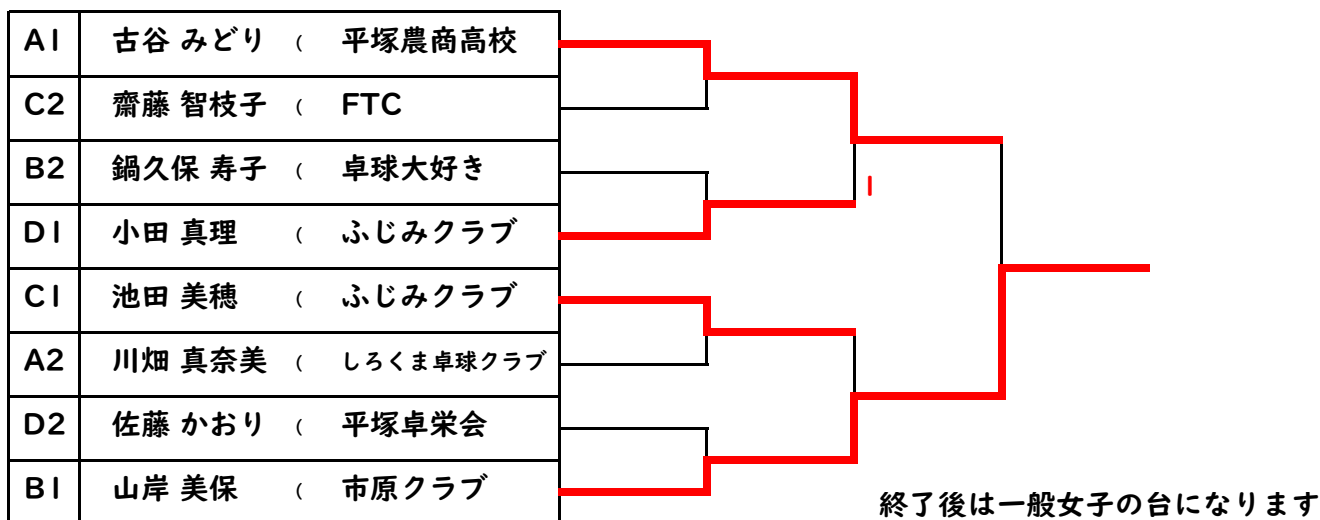 A1 古谷 みどり ( 平塚農商高校
C2 齋藤 智枝子 ( FTC
B2 鍋久保 寿子 ( 卓球大好き
1
D1 小田 真理 ( ふじみクラブ
C1 池田 美穂 ( ふじみクラブ
A2 川畑 真奈美 ( しろくま卓球クラブ
D2 佐藤 かおり ( 平塚卓栄会
B1 山岸 美保 ( 市原クラブ
終了後は一般女子の台になります